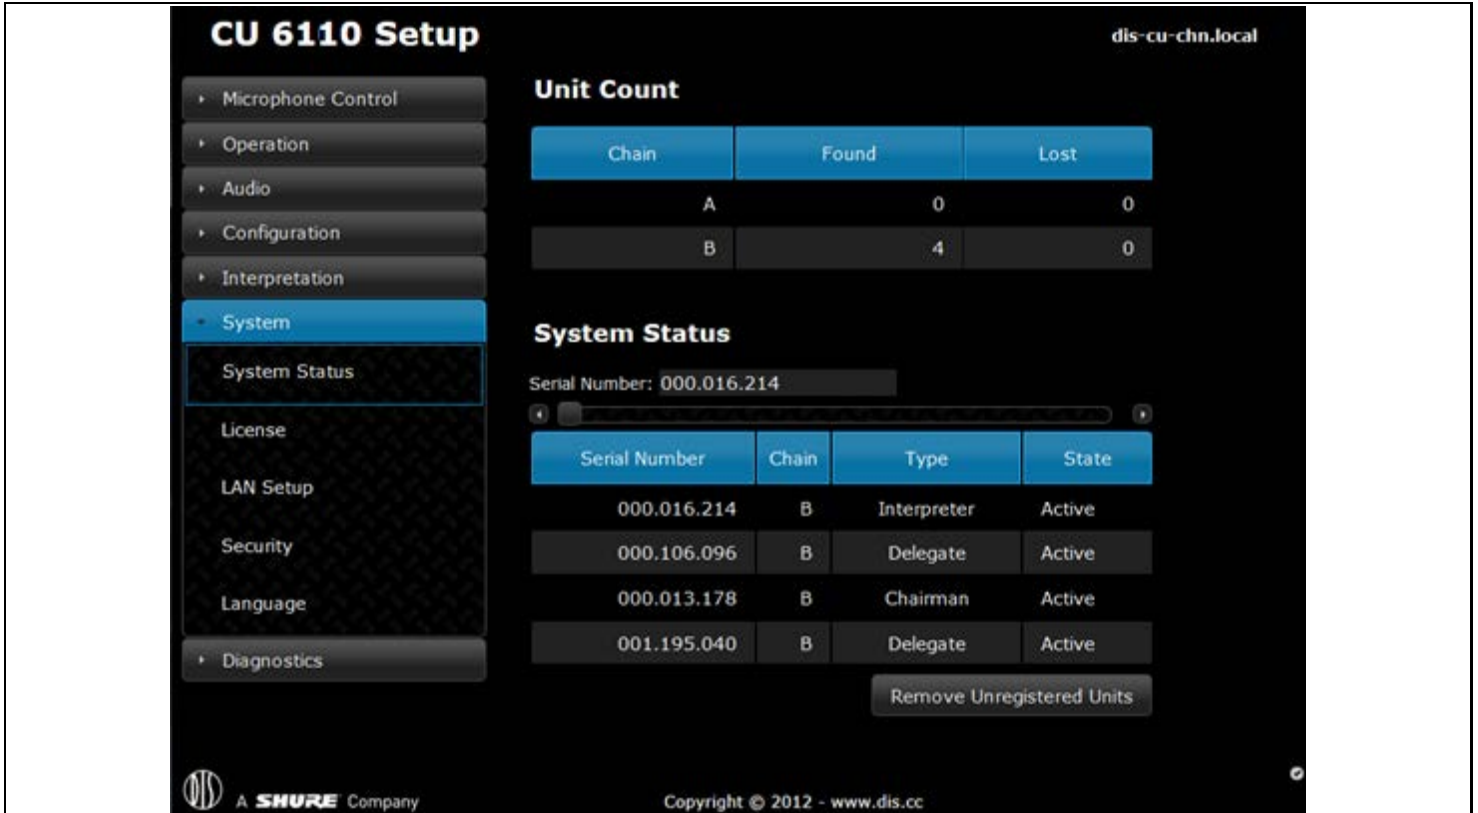 CU 6110 Setup
dis-cu-chn.local
Microphone Control
Operation
Audio
Configuration
Interpretation
System
System Status
License
LAN Setup
Security
Language
Diagnostics
Unit Count
Chain Found Lost
A 0 0
B 4 0
System Status
Serial Number: 000.016.214
Serial Number Chain Type State
000.016.214 B Interpreter Active
000.106.096 B Delegate Active
000.013.178 B Chairman Active
001.195.040 B Delegate Active
Remove Unregistered Units
DIS A SHURE Company
Copyright © 2012 - www.dis.cc